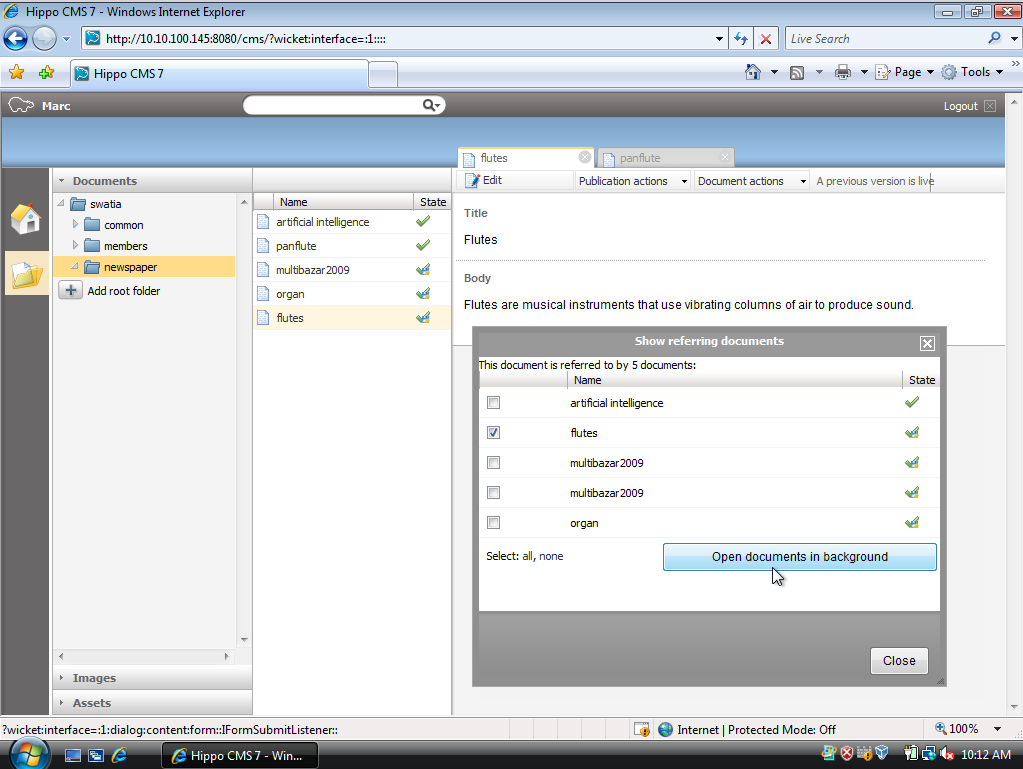 Hippo CMS 7 - Windows Internet Explorer
http://10.10.100.145:8080/cms/?wicket:interface=:1::::
Live Search
Hippo CMS 7
Page
Tools
Marc
Logout
flutes
panflute
Documents
Edit
Publication actions
Document actions
A previous version is live
swatia
common
members
newspaper
Add root folder
Name State
artificial intelligence
panflute
multibazar2009
organ
flutes
Title
Flutes
Body
Flutes are musical instruments that use vibrating columns of air to produce sound.
Show referring documents
This document is referred to by 5 documents:
Name State
artificial intelligence
flutes
multibazar2009
multibazar2009
organ
Select: all, none
Open documents in background
Close
Images
Assets
?wicket:interface=:1:dialog:content:form::IFormSubmitListener::
Internet | Protected Mode: Off
100%
Hippo CMS 7 - Win...
10:12 AM